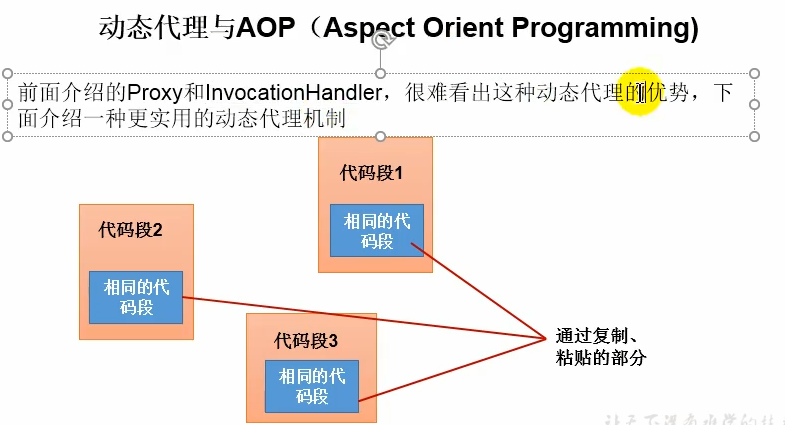 动态代理与AOP（Aspect Orient Programming)
前面介绍的Proxy和InvocationHandler，很难看出这种动态代理的优势，下
面介绍一种更实用的动态代理机制
代码段1
相同的代
码段
代码段2
相同的代
码段
代码段3
相同的代
码段
通过复制、
粘贴的部分